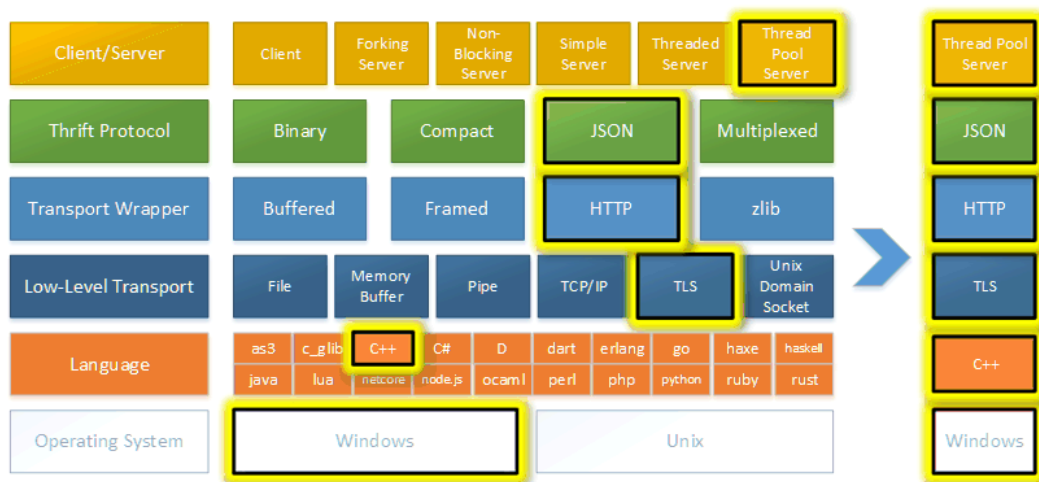 Client/Server
Client
Forking
Server
Non-
Blocking
Server
Simple
Server
Threaded
Server
Thread
Pool
Server
Thread Pool
Server
Thrift Protocol
Binary
Compact
JSON
Multiplexed
JSON
Transport Wrapper
Buffered
Framed
HTTP
zlib
HTTP
Low-Level Transport
File
Memory
Buffer
Pipe
TCP/IP
TLS
Unix
Domain
Socket
TLS
Language
as3
c_glib
C++
C#
D
dart
erlang
go
haxe
haskell
java
lua
netcore
node.js
ocaml
perl
php
python
ruby
rust
C++
Operating System
Windows
Unix
Windows